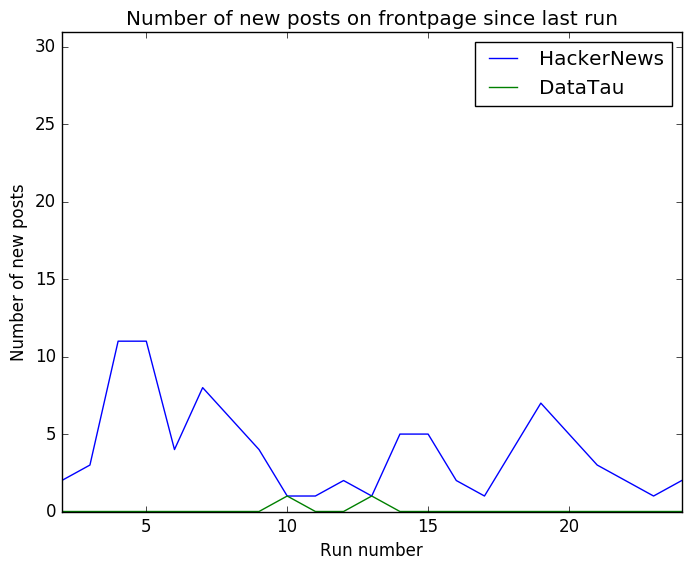 Number of new posts on frontpage since last run
30
25
20
15
10
5
0
Number of new posts
HackerNews
DataTau
5 10 15 20
Run number